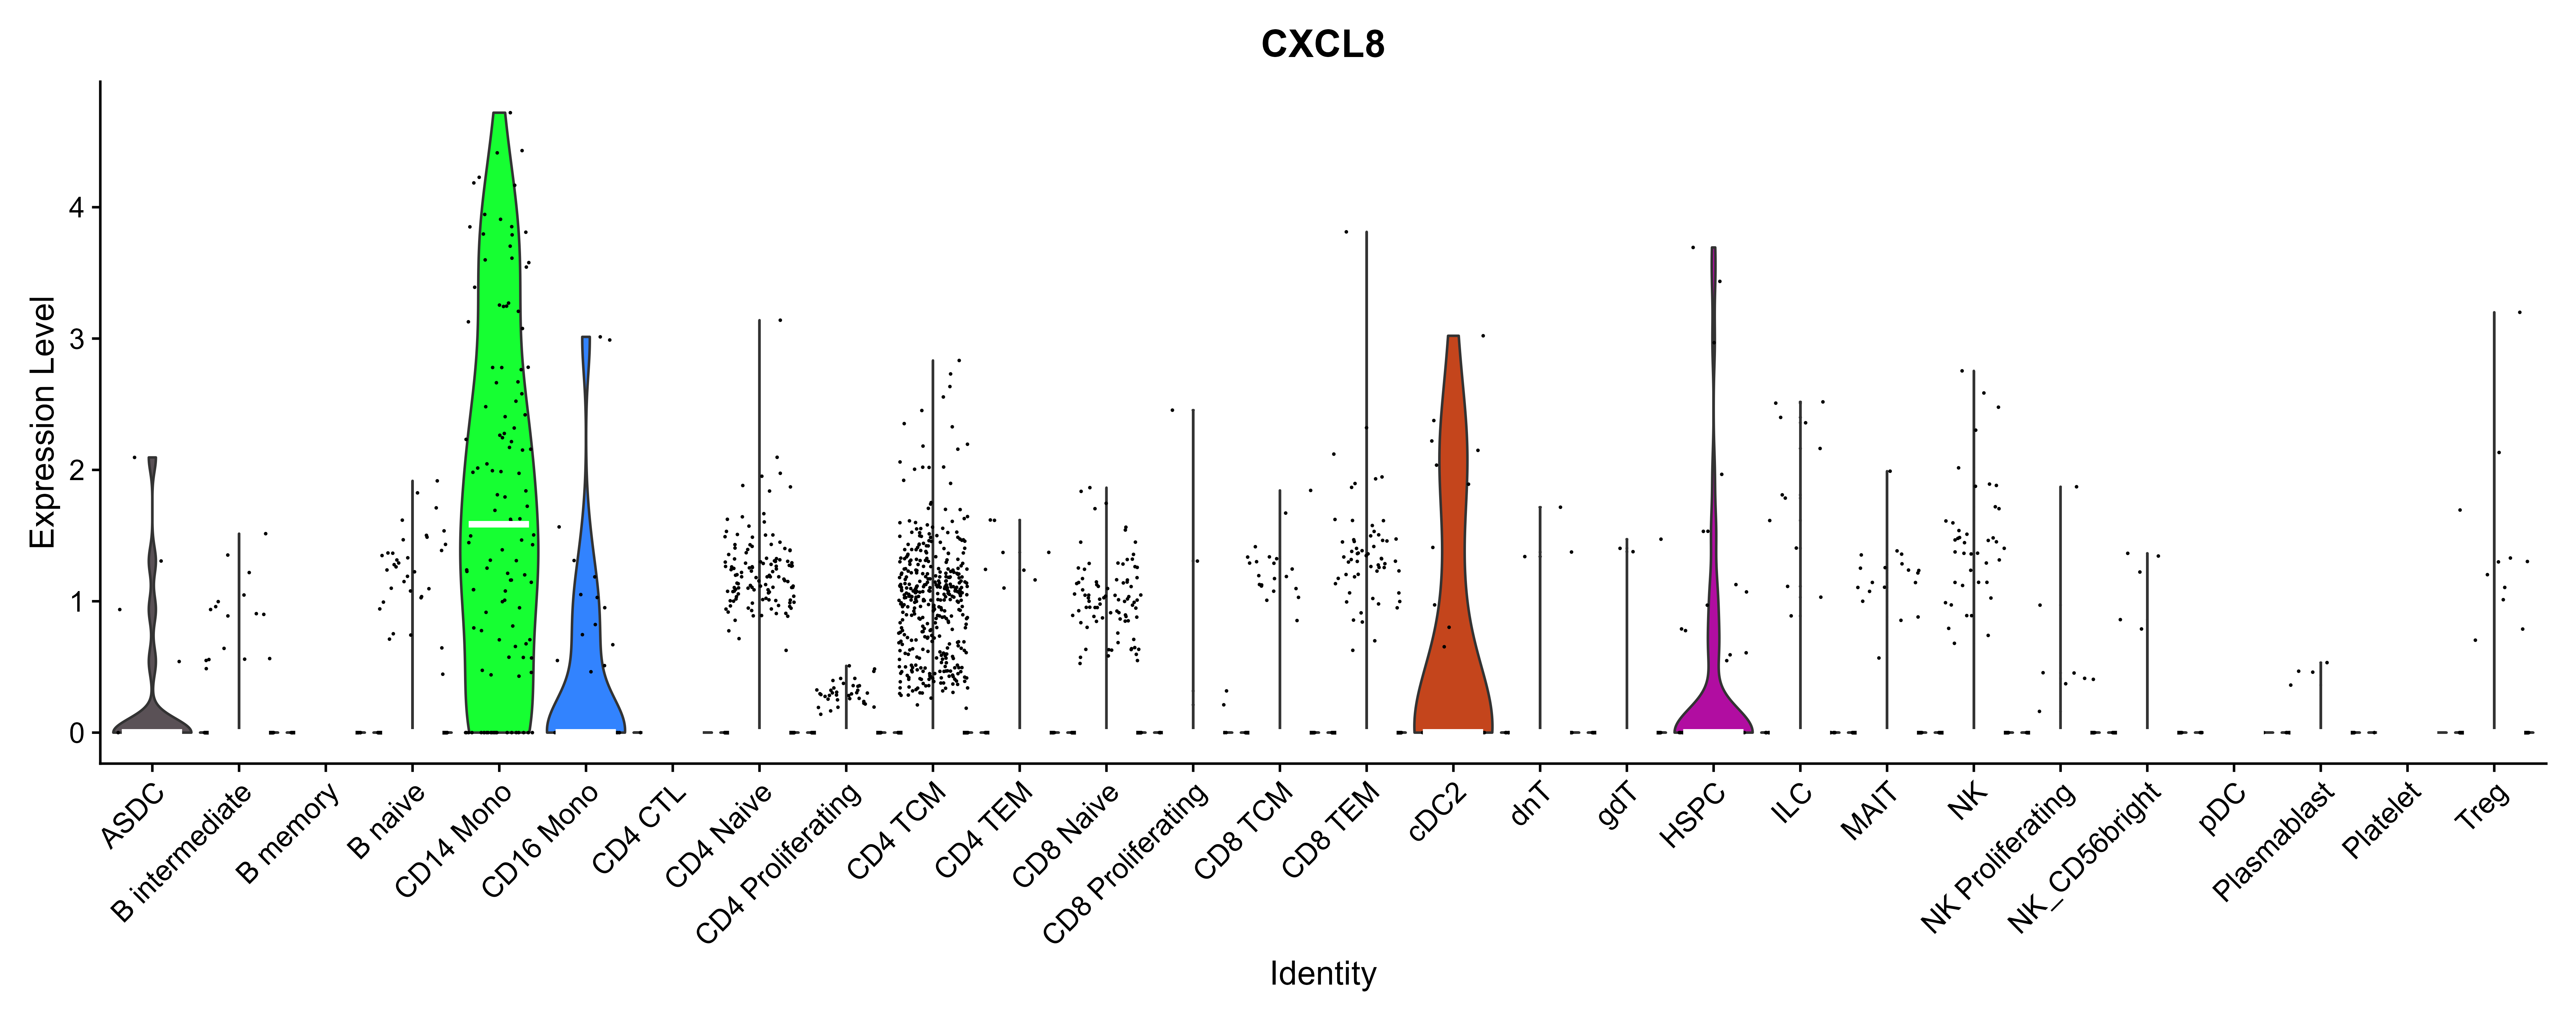 CXCL8
Expression Level
4
3
2
1
0
ASDC
B intermediate
B memory
B naive
CD14 Mono
CD16 Mono
CD4 CTL
CD4 Naive
CD4 Proliferating
CD4 TCM
CD4 TEM
CD8 Naive
CD8 Proliferating
CD8 TCM
CD8 TEM
cDC2
dnT
gdT
HSPC
ILC
MAIT
NK
NK Proliferating
NK_CD56bright
pDC
Plasmablast
Platelet
Treg
Identity